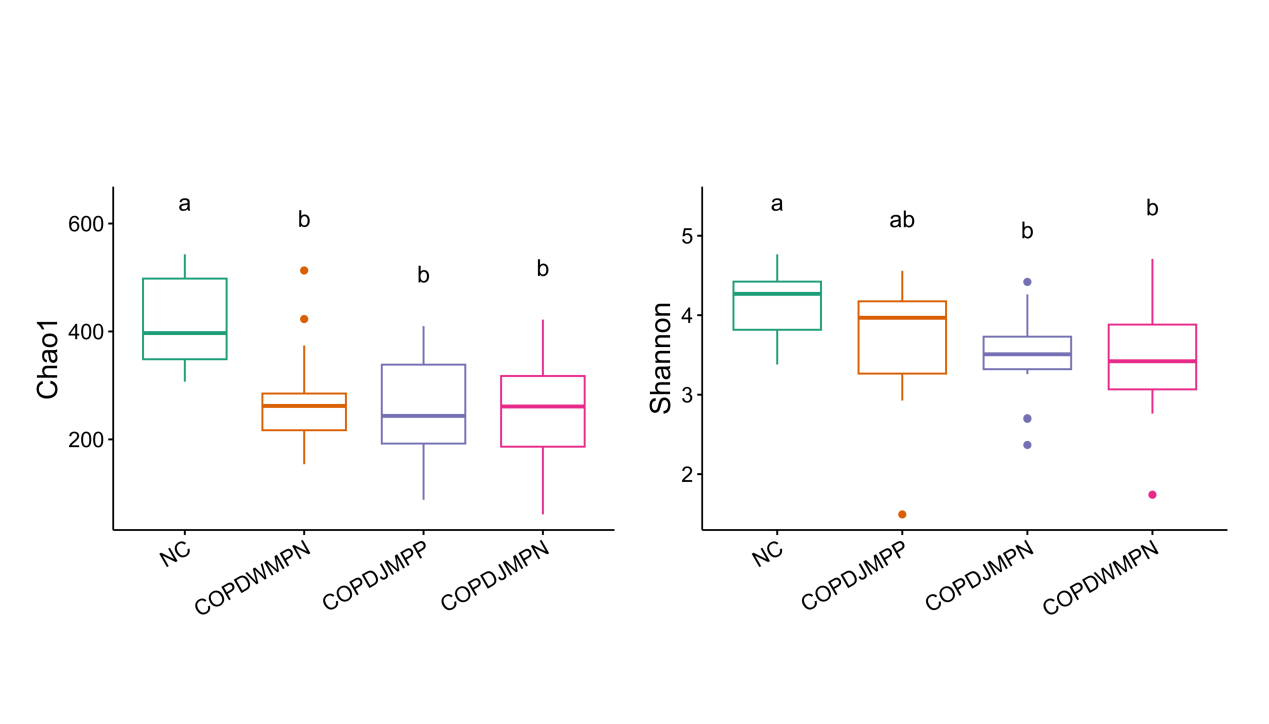 a
b
b
b
600
400
200
Chao1
NC
COPDWMPN
COPDJMPP
COPDJMPN
a
ab
b
b
5
4
3
2
Shannon
NC
COPDJMPP
COPDJMPN
COPDWMPN